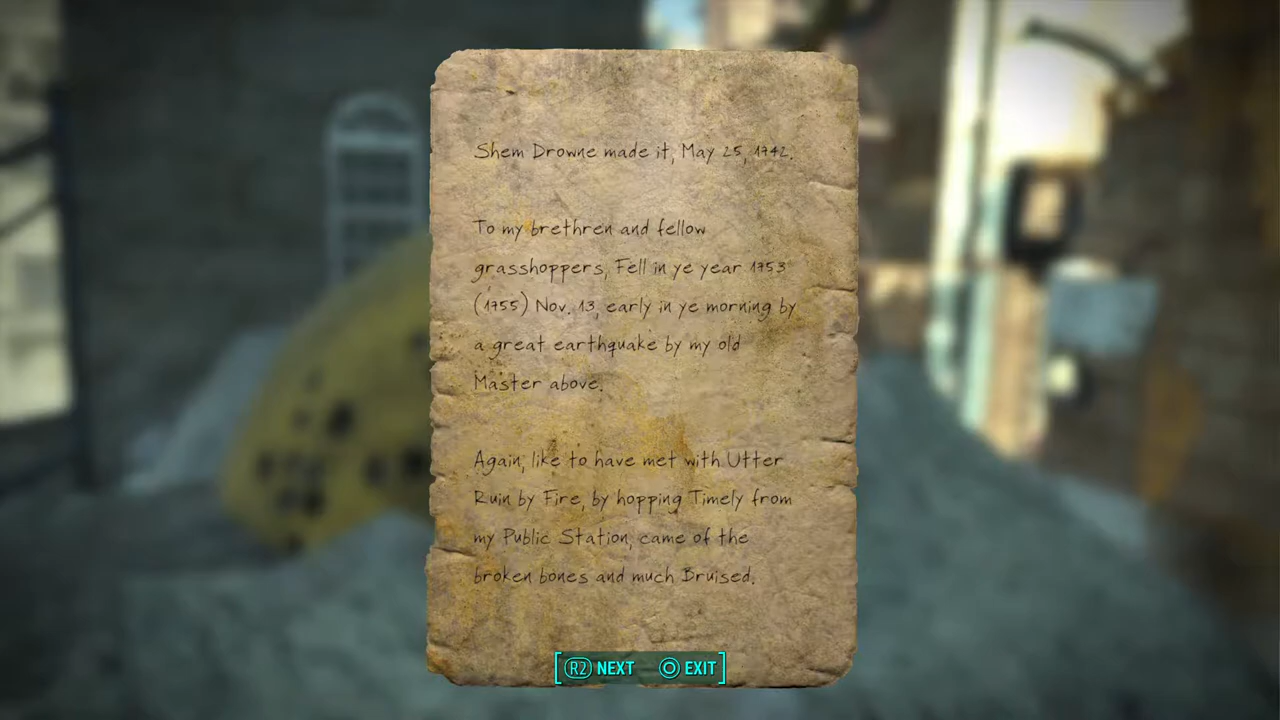 Shem Drowne made it, May 25, 1742.
To my brethren and fellow
grasshoppers, Fell in ye year 1753
(1755) Nov. 13, early in ye morning by
a great earthquake by my old
Master above.
Again, like to have met with Utter
Ruin by Fire, by hopping Timely from
my Public Station, came of the
broken bones and much Bruised.
R2 NEXT EXIT